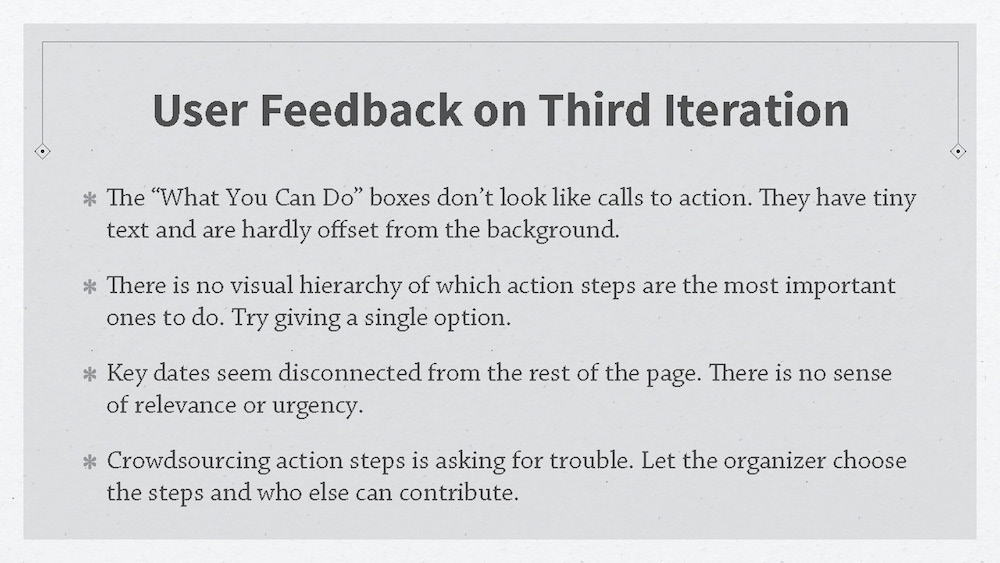 User Feedback on Third Iteration
✻ The “What You Can Do” boxes don’t look like calls to action. They have tiny
text and are hardly offset from the background.
✻ There is no visual hierarchy of which action steps are the most important
ones to do. Try giving a single option.
✻ Key dates seem disconnected from the rest of the page. There is no sense
of relevance or urgency.
✻ Crowdsourcing action steps is asking for trouble. Let the organizer choose
the steps and who else can contribute.